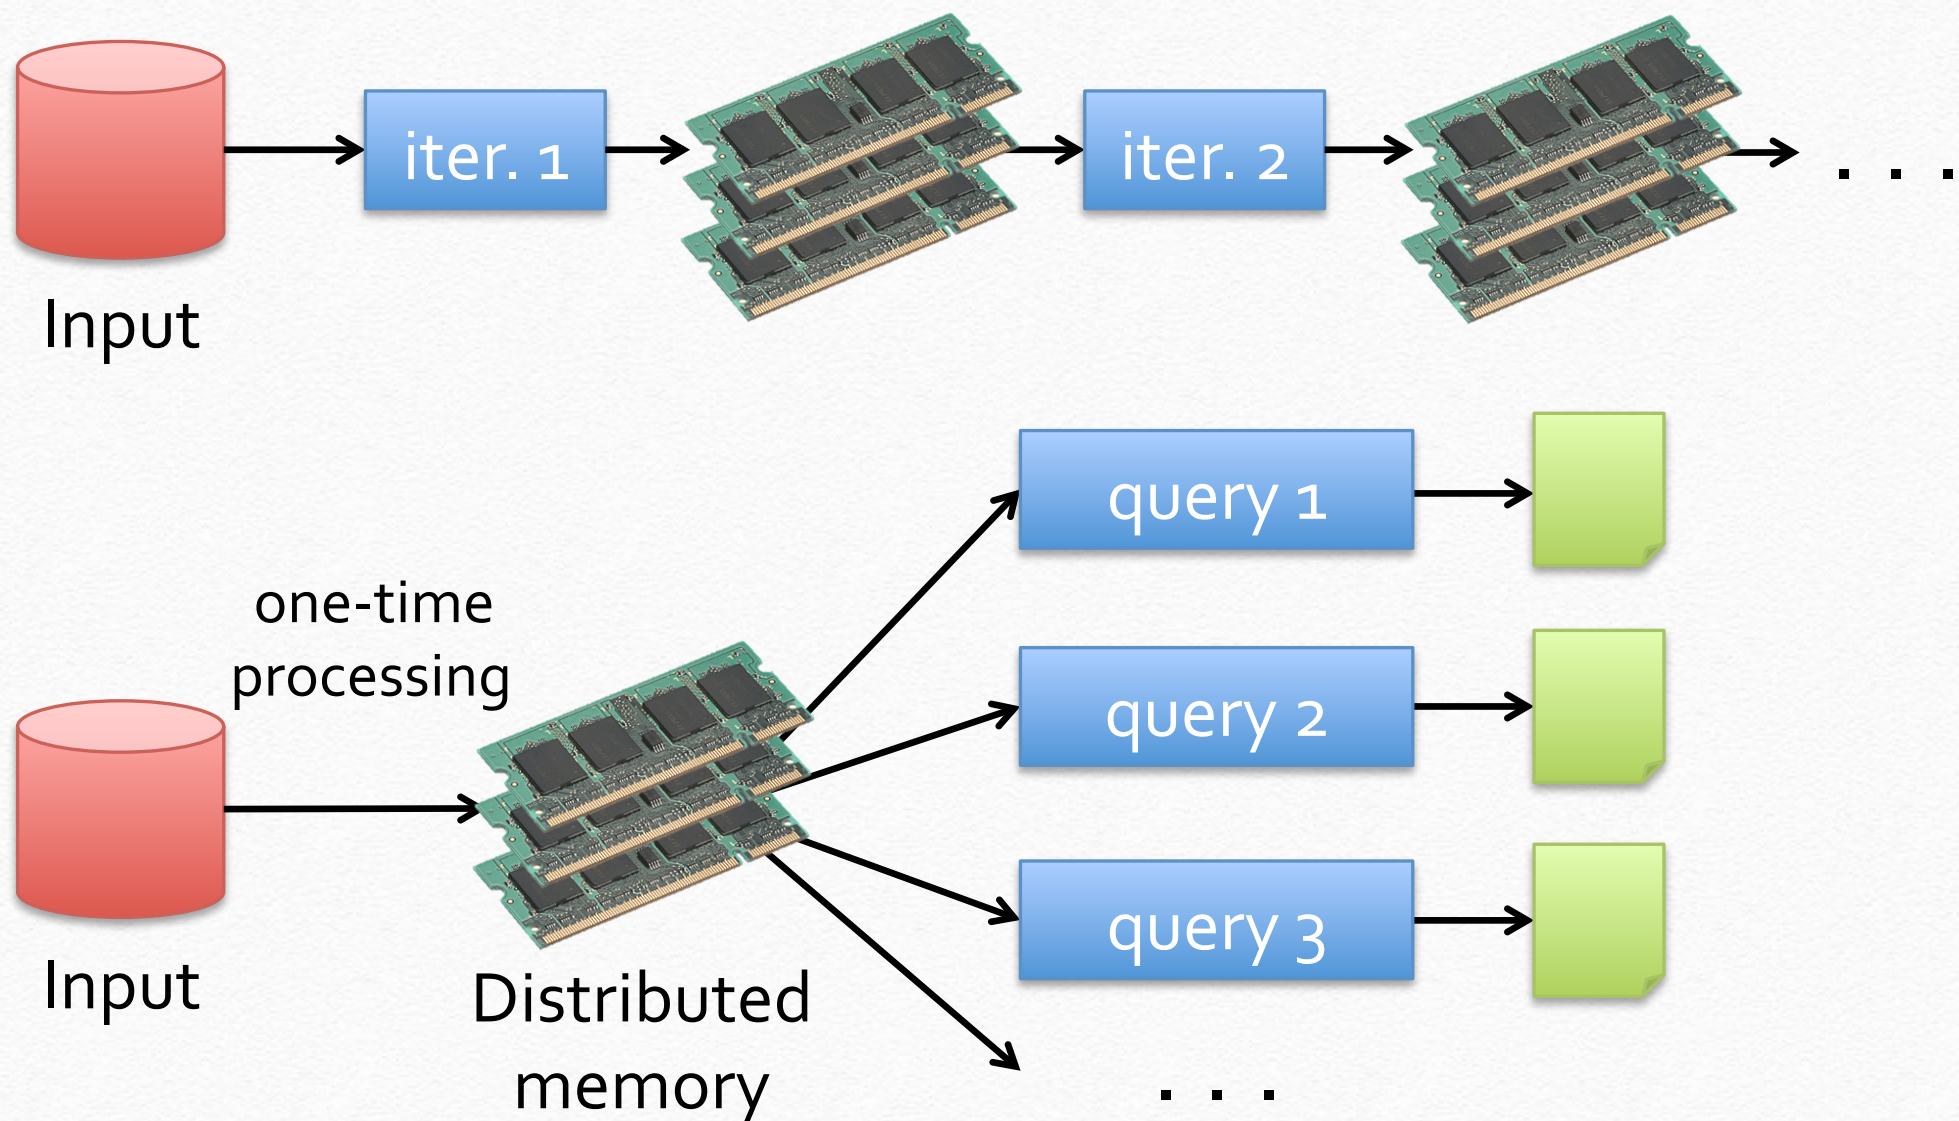 iter. 1
iter. 2
. . .
Input
query 1
one-time
processing
query 2
query 3
Input
Distributed
memory
. . .